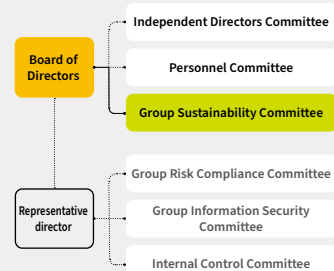 Independent Directors Committee
Board of
Directors
Personnel Committee
Group Sustainability Committee
Group Risk Compliance Committee
Representative
director
Group Information Security
Committee
Internal Control Committee